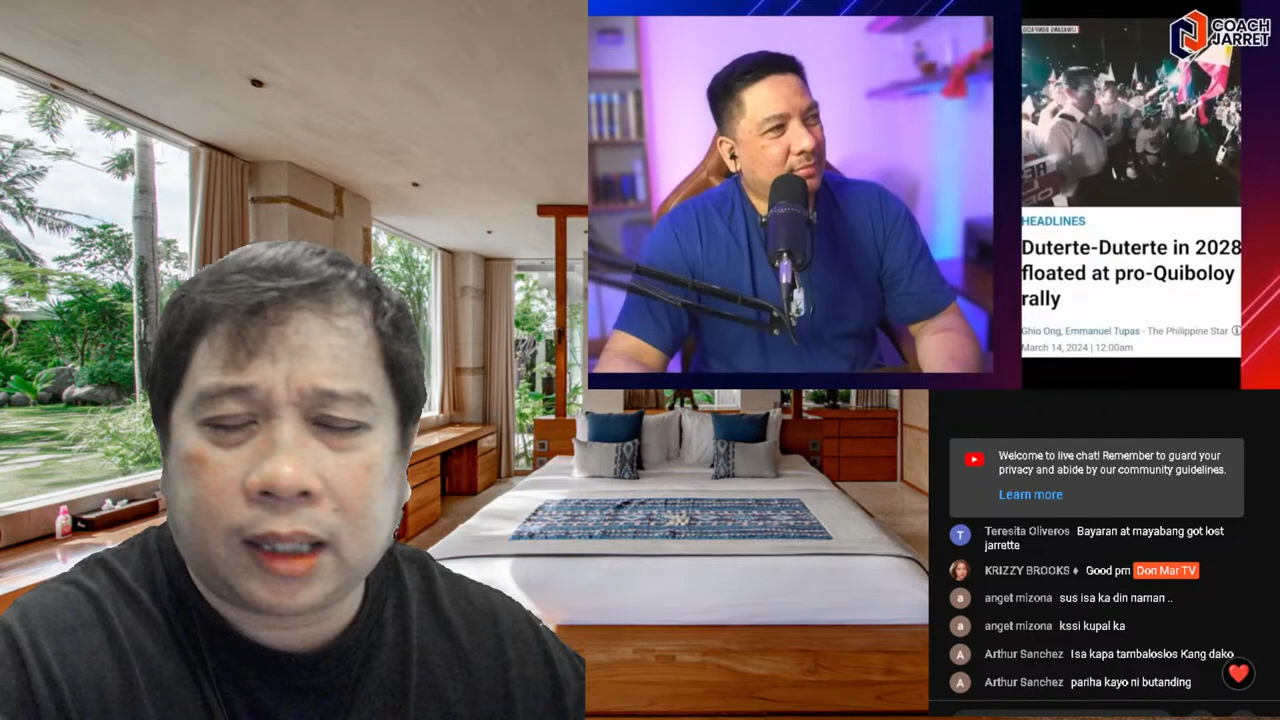 COACH
JARRET
HEADLINES
Duterte-Duterte in 2028
floated at pro-Quiboloy
rally
Ghio Ong, Emmanuel Tupas - The Philippine Star
March 14, 2024 | 12:00am
Welcome to live chat! Remember to guard your
privacy and abide by our community guidelines.
Learn more
T Teresita Oliveros Bayaran at mayabang got lost
jarrette
KRIZZY BROOKS Good pm Don Mar TV
a angel mizona sus isa ka din naman ..
a angel mizona kssi kupal ka
A Arthur Sanchez Isa kapa tambaloslos Kang dako
A Arthur Sanchez pariha kayo ni butanding